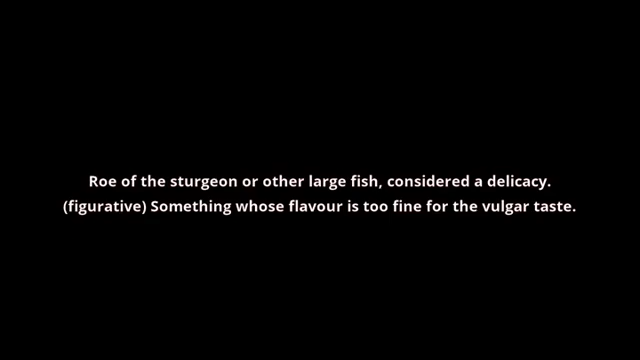 Roe of the sturgeon or other large fish, considered a delicacy.
(figurative) Something whose flavour is too fine for the vulgar taste.